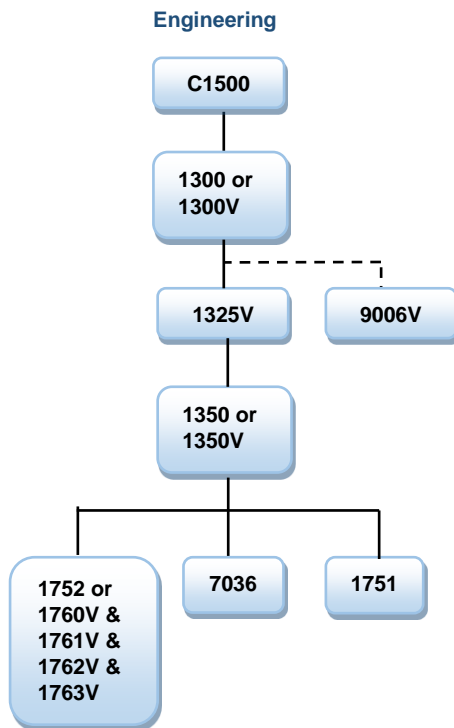 Engineering
C1500
1300 or
1300V
1325V
9006V
1350 or
1350V
1752 or
1760V &
1761V &
1762V &
1763V
7036
1751